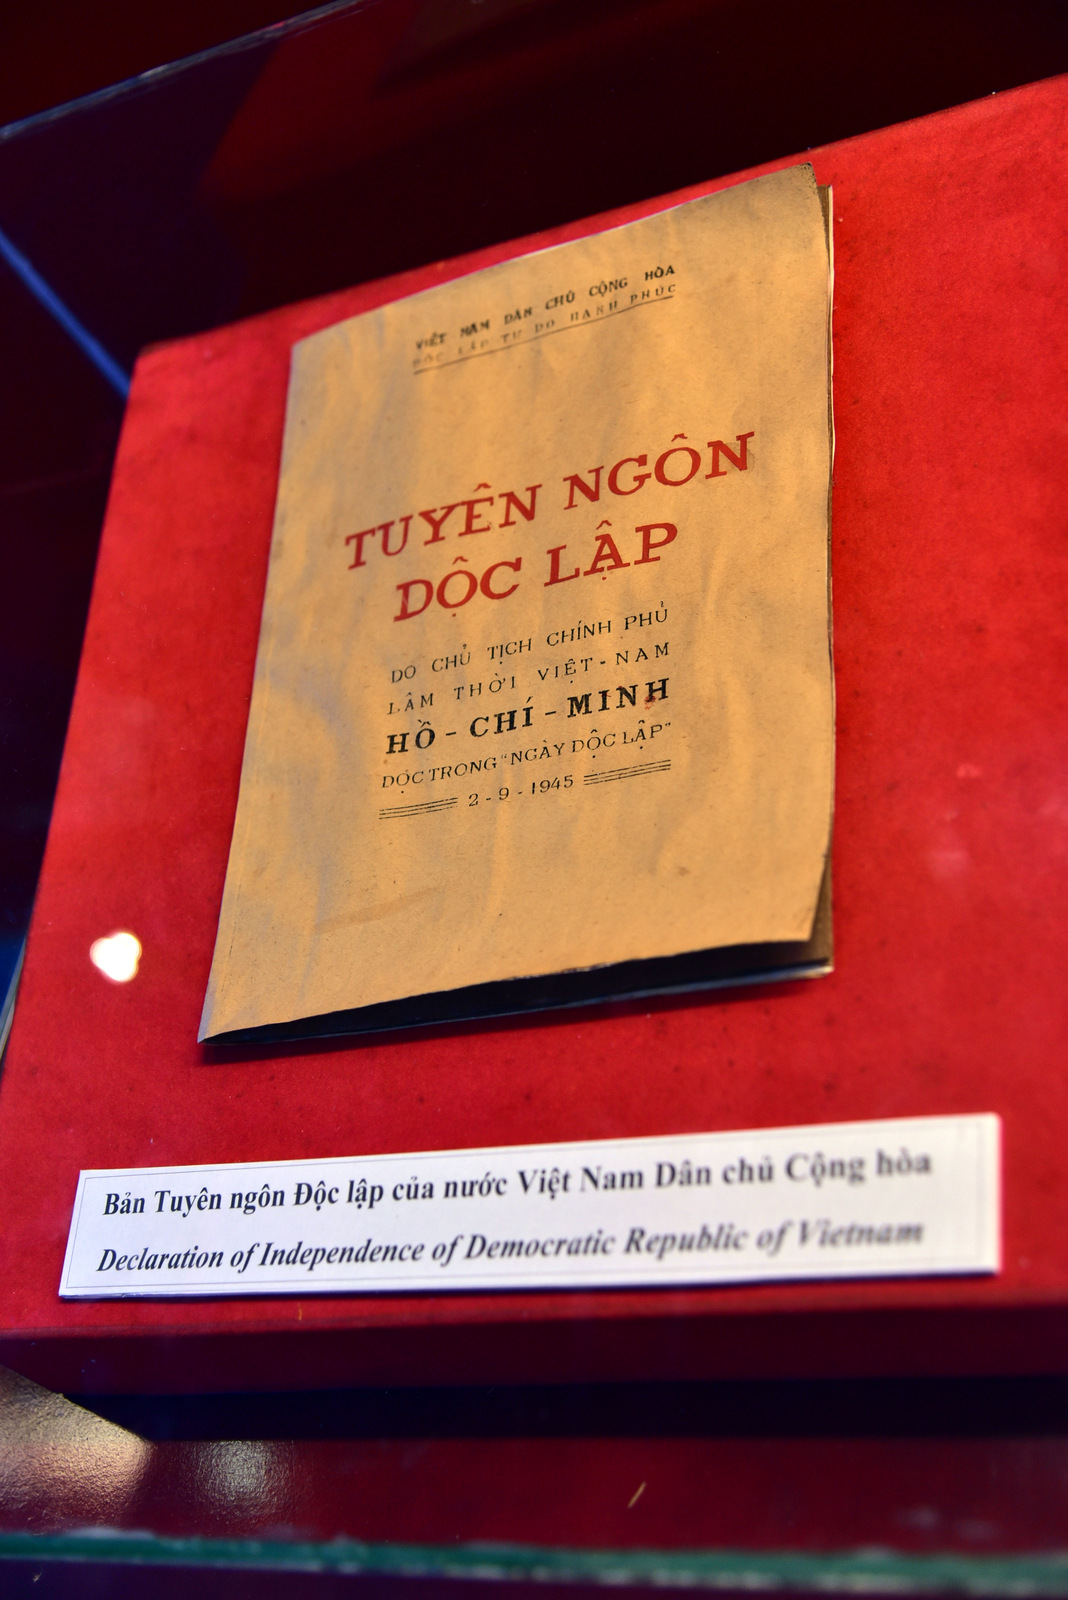 VIỆT NAM DÂN CHỦ CỘNG HÒA
ĐỘC LẬP TỰ DO HẠNH PHÚC
TUYÊN NGÔN
ĐỘC LẬP
DO CHỦ TỊCH CHÍNH PHỦ
LÂM THỜI VIỆT-NAM
HỒ-CHÍ-MINH
ĐỌC TRONG "NGÀY ĐỘC LẬP"
2-9-1945
Bản Tuyên ngôn Độc lập của nước Việt Nam Dân chủ Cộng hòa
Declaration of Independence of Democratic Republic of Vietnam